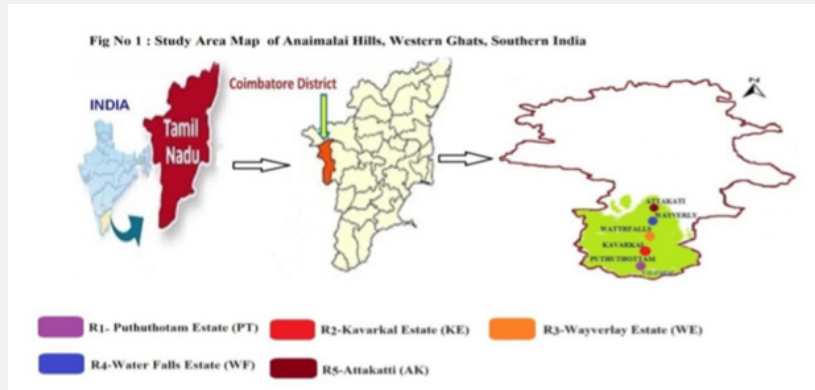 Fig No 1 : Study Area Map of Anaimalai Hills, Western Ghats, Southern India
Coimbatore District
INDIA
Tamil
Nadu
N
ATTAKATI
WAYVERLY
KAVARKAL
PUTHUTHOTTAM
R1- Puthuthotam Estate (PT)
R2-Kavarkal Estate (KE)
R3-Wayverlay Estate (WE)
R4-Water Falls Estate (WF)
R5-Attakatti (AK)